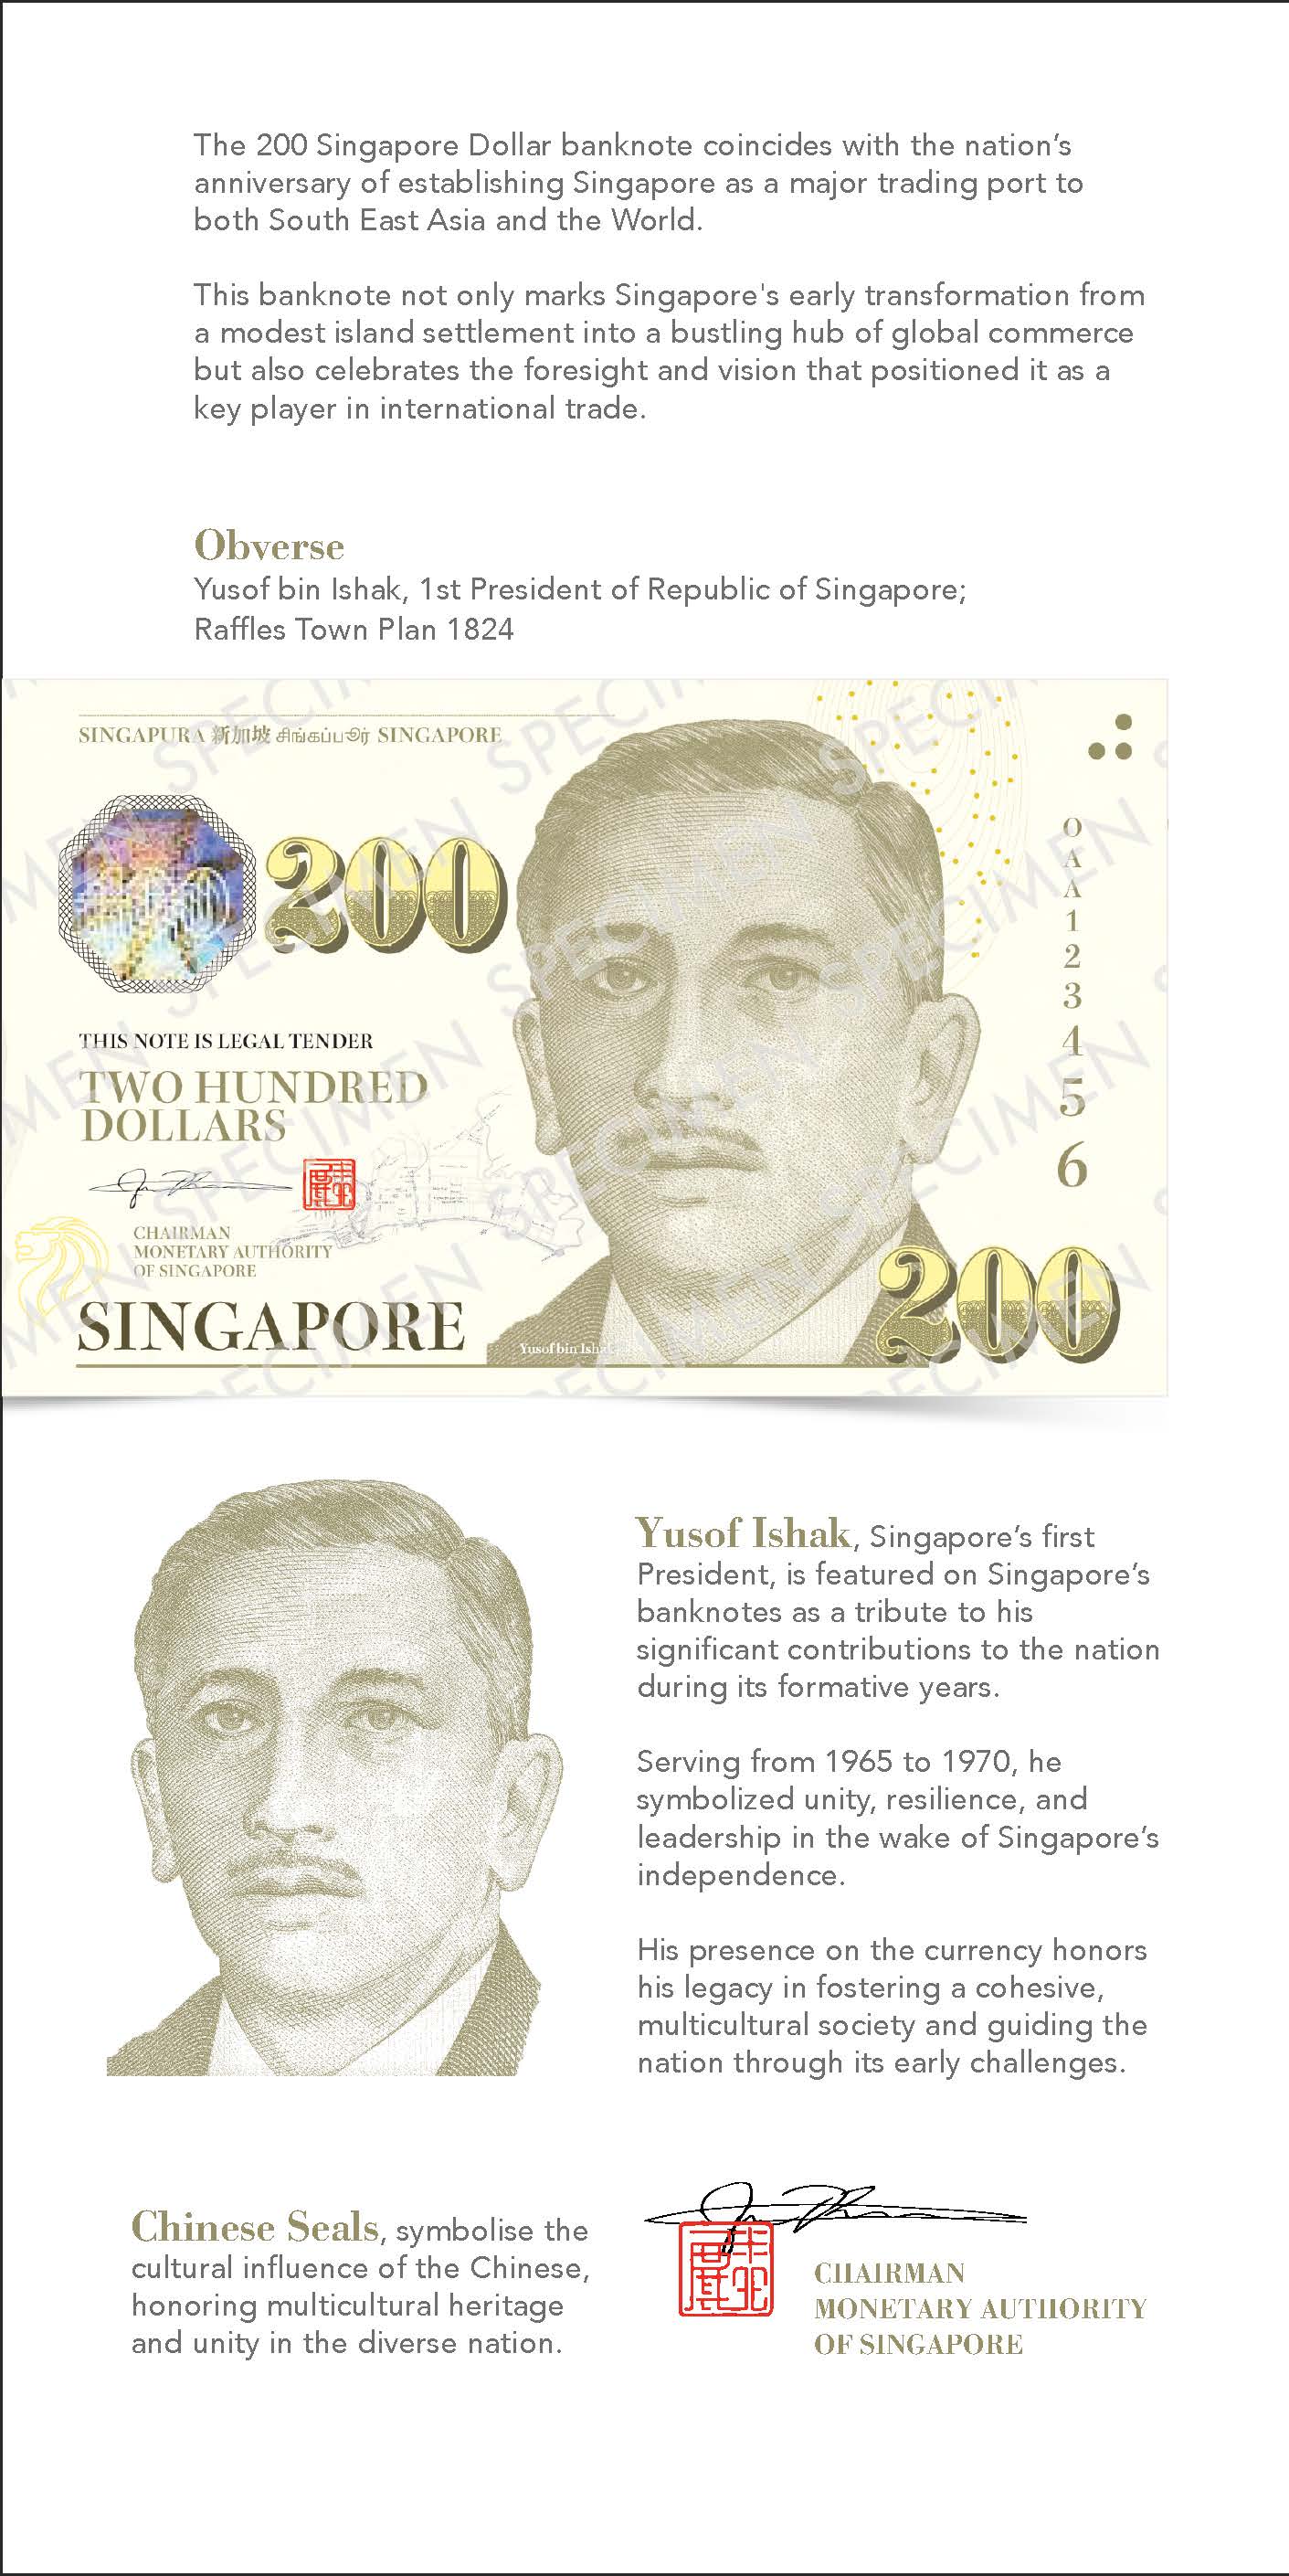 The 200 Singapore Dollar banknote coincides with the nation’s
anniversary of establishing Singapore as a major trading port to
both South East Asia and the World.
This banknote not only marks Singapore's early transformation from
a modest island settlement into a bustling hub of global commerce
but also celebrates the foresight and vision that positioned it as a
key player in international trade.
Obverse
Yusof bin Ishak, 1st President of Republic of Singapore;
Raffles Town Plan 1824
SINGAPURA 新加坡 சிங்கப்பூர் SINGAPORE
200
O
A
A
1
2
3
4
5
6
THIS NOTE IS LEGAL TENDER
TWO HUNDRED
DOLLARS
CHAIRMAN
MONETARY AUTHORITY
OF SINGAPORE
SINGAPORE
Yusof bin Ishak
200
SPECIMEN SPECIMEN SPECIMEN
Yusof Ishak, Singapore’s first
President, is featured on Singapore’s
banknotes as a tribute to his
significant contributions to the nation
during its formative years.
Serving from 1965 to 1970, he
symbolized unity, resilience, and
leadership in the wake of Singapore’s
independence.
His presence on the currency honors
his legacy in fostering a cohesive,
multicultural society and guiding the
nation through its early challenges.
Chinese Seals, symbolise the
cultural influence of the Chinese,
honoring multicultural heritage
and unity in the diverse nation.
CHAIRMAN
MONETARY AUTHORITY
OF SINGAPORE